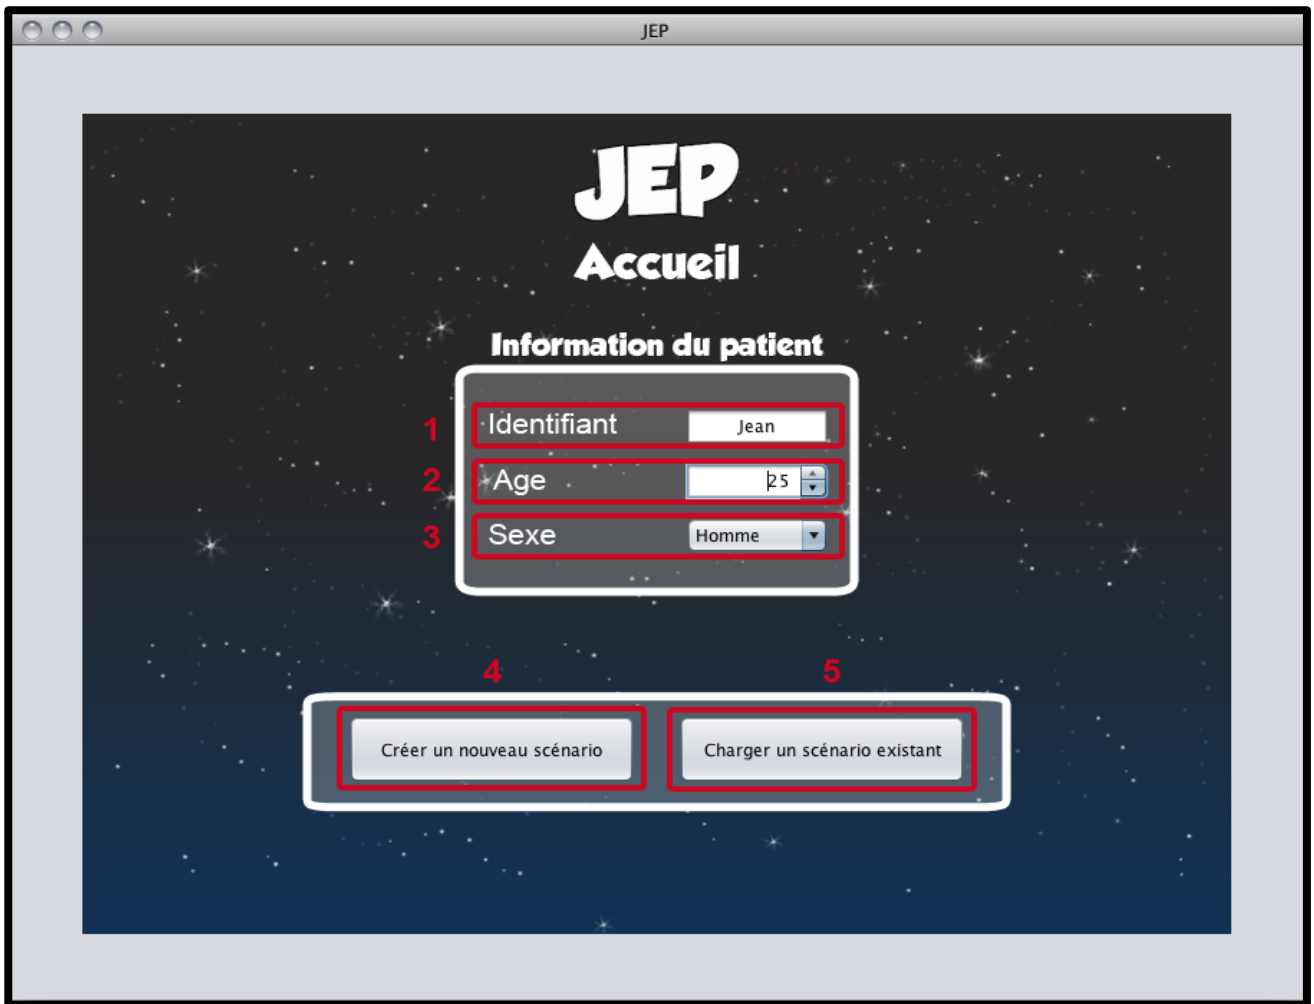 JEP
JEP
Accueil
Information du patient
1 Identifiant Jean
2 Age 25
3 Sexe Homme
4 5
Créer un nouveau scénario Charger un scénario existant